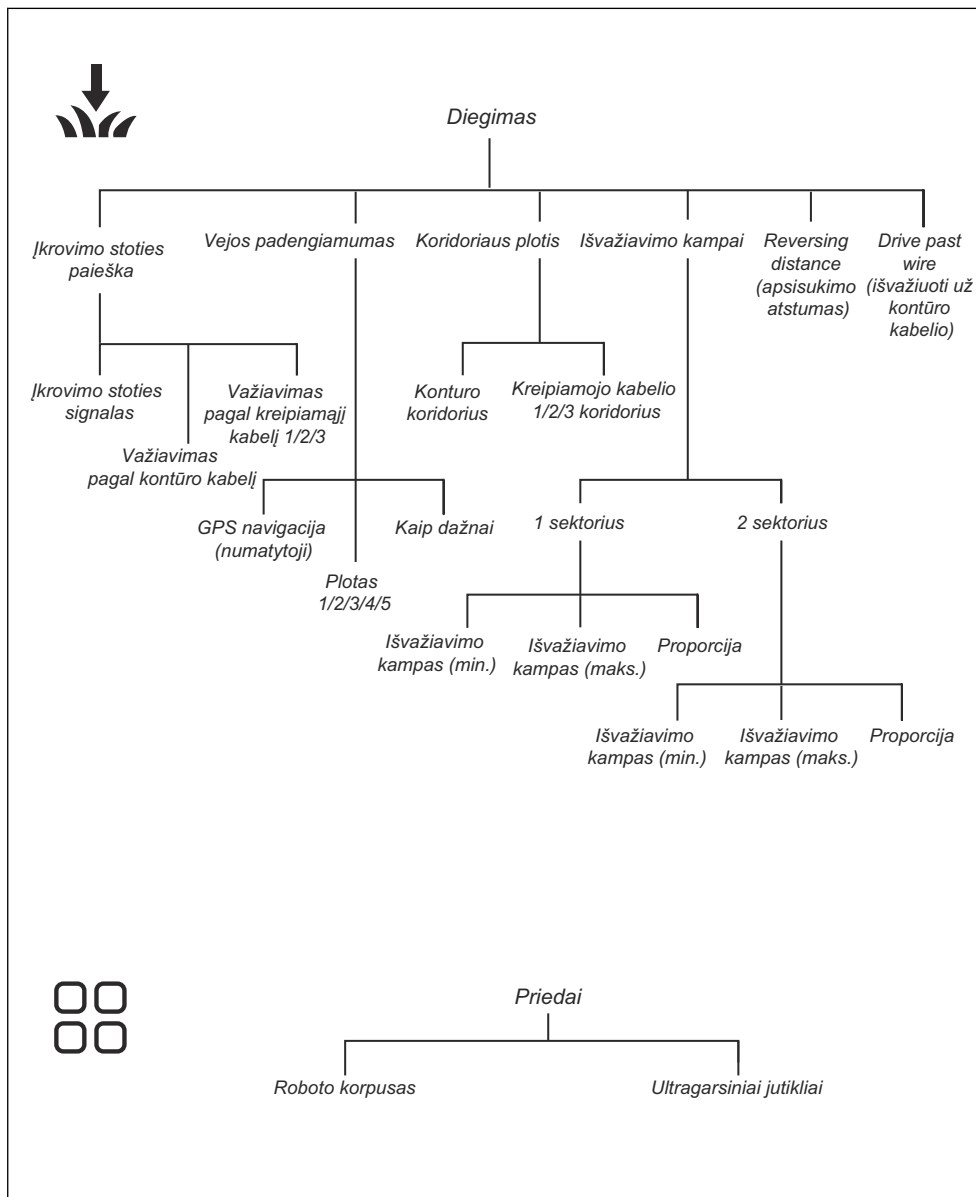 Diegimas
Įkrovimo stoties
paieška
Vejos padengiamumas
Koridoriaus plotis
Išvažiavimo kampai
Reversing
distance
(apsisukimo
atstumas)
Drive past
wire
(išvažiuoti už
kontūro
kabelio)
Įkrovimo stoties
signalas
Važiavimas
pagal kontūro kabelį
Važiavimas
pagal kreipiamąjį
kabelį 1/2/3
Konturo
koridorius
Kreipiamojo kabelio
1/2/3 koridorius
GPS navigacija
(numatytoji)
Plotas
1/2/3/4/5
Kaip dažnai
1 sektorius
2 sektorius
Išvažiavimo
kampas (min.)
Išvažiavimo
kampas (maks.)
Proporcija
Išvažiavimo
kampas (min.)
Išvažiavimo
kampas (maks.)
Proporcija
Priedai
Roboto korpusas
Ultragarsiniai jutikliai